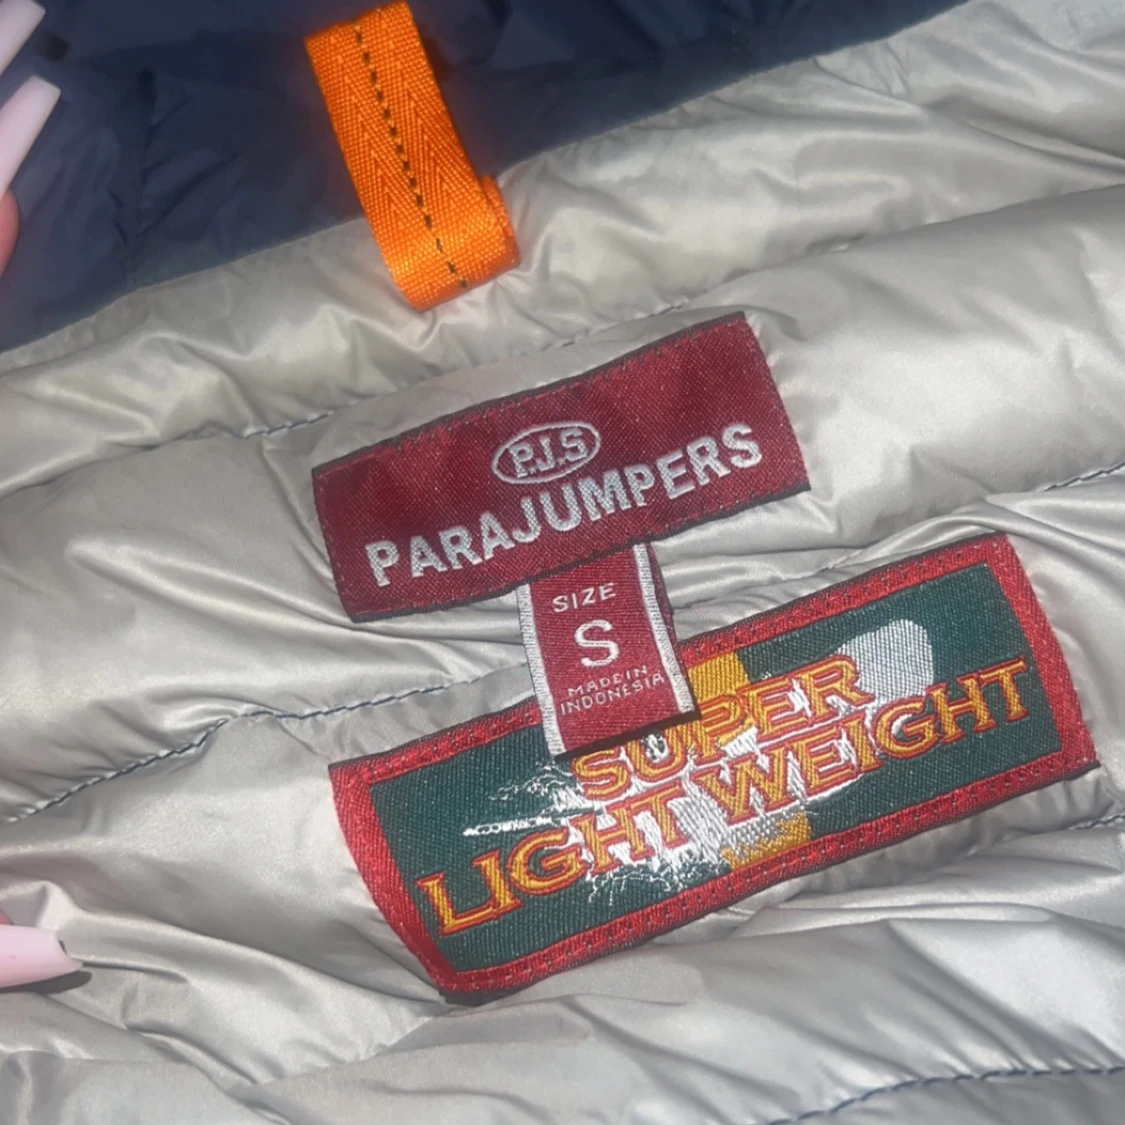 P.J.S
PARAJUMPERS
SIZE
S
MADE IN
INDONESIA
SUPER
LIGHT WEIGHT